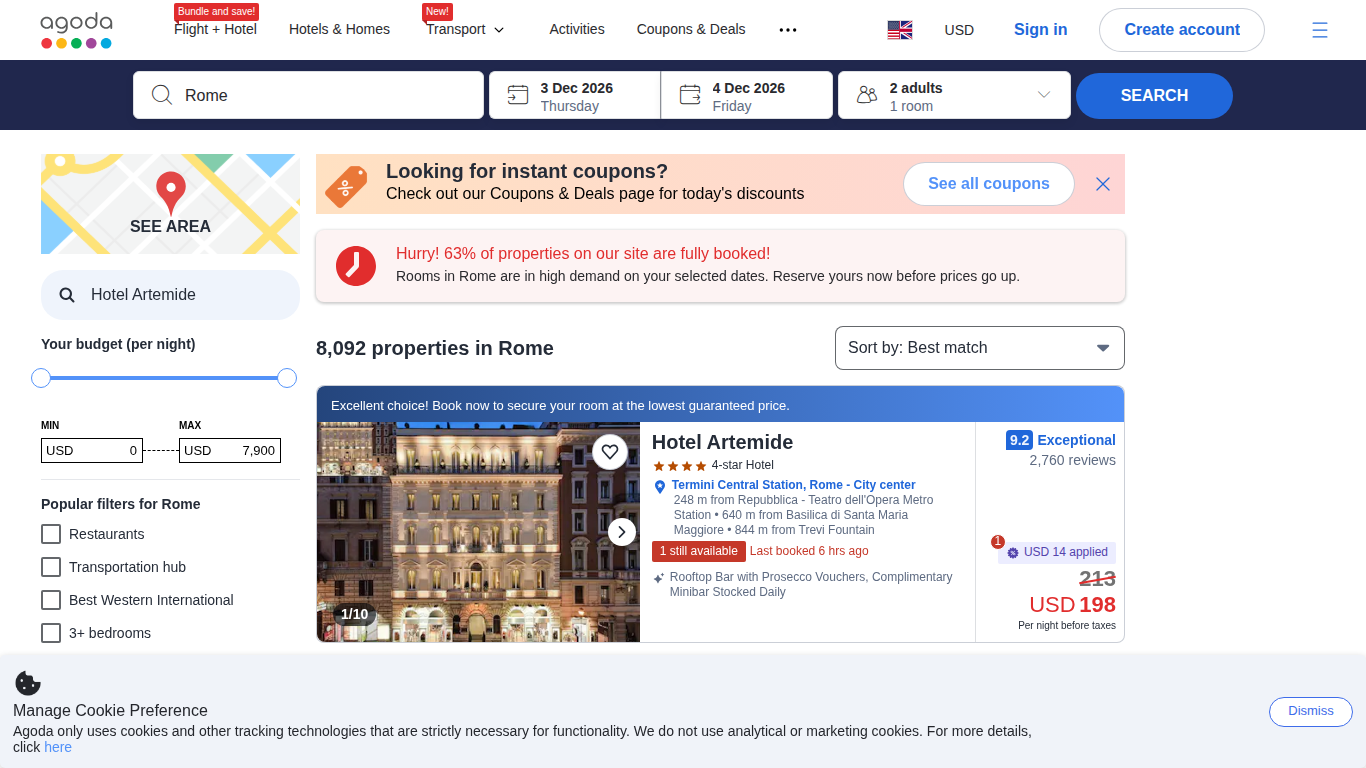 agoda
Bundle and save!
Flight + Hotel
Hotels & Homes
New!
Transport
Activities
Coupons & Deals
USD
Sign in
Create account
Rome
3 Dec 2026
Thursday
4 Dec 2026
Friday
2 adults
1 room
SEARCH
SEE AREA
Hotel Artemide
Your budget (per night)
MIN
MAX
USD 0
USD 7,900
Popular filters for Rome
Restaurants
Transportation hub
Best Western International
3+ bedrooms
Looking for instant coupons?
Check out our Coupons & Deals page for today's discounts
See all coupons
Hurry! 63% of properties on our site are fully booked!
Rooms in Rome are in high demand on your selected dates. Reserve yours now before prices go up.
8,092 properties in Rome
Sort by: Best match
Excellent choice! Book now to secure your room at the lowest guaranteed price.
1/10
Hotel Artemide
4-star Hotel
Termini Central Station, Rome - City center
248 m from Repubblica - Teatro dell'Opera Metro
Station • 640 m from Basilica di Santa Maria
Maggiore • 844 m from Trevi Fountain
1 still available Last booked 6 hrs ago
Rooftop Bar with Prosecco Vouchers, Complimentary
Minibar Stocked Daily
9.2 Exceptional
2,760 reviews
1
USD 14 applied
213
USD 198
Per night before taxes
Manage Cookie Preference
Agoda only uses cookies and other tracking technologies that are strictly necessary for functionality. We do not use analytical or marketing cookies. For more details,
click here
Dismiss